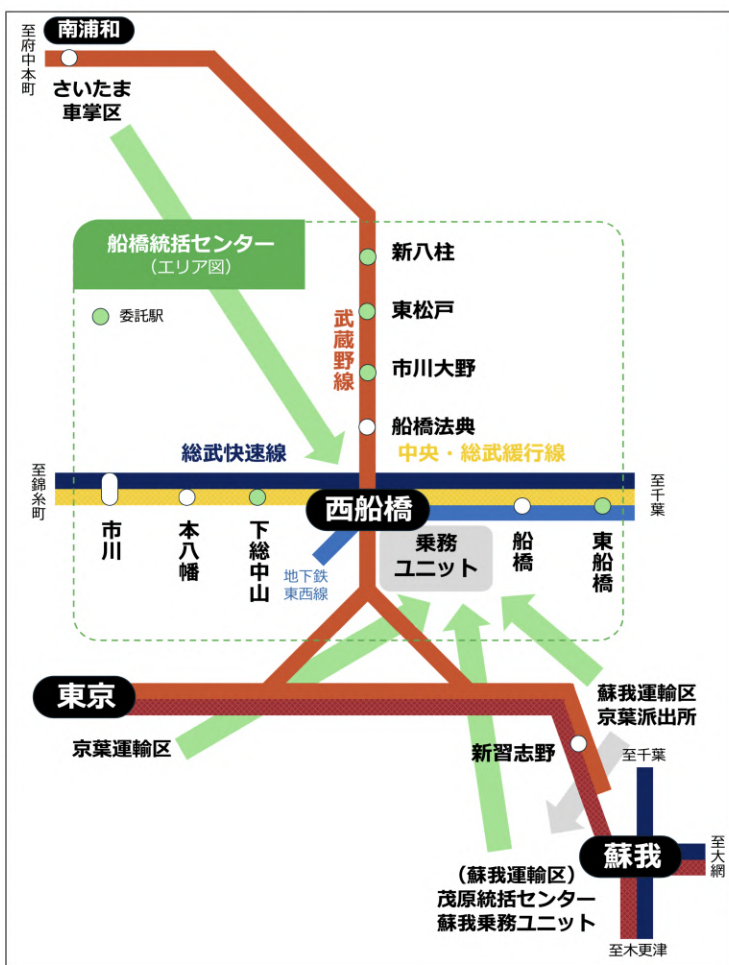 南浦和
至府中本町
さいたま
車掌区
船橋統括センター
（エリア図）
委託駅
新八柱
東松戸
市川大野
船橋法典
武蔵野線
総武快速線
中央・総武緩行線
至錦糸町
至千葉
西船橋
市川
本八幡
下総中山
地下鉄
東西線
乗務
ユニット
船橋
東船橋
東京
京葉運輸区
蘇我運輸区
京葉派出所
新習志野
至千葉
蘇我
至大網
（蘇我運輸区）
茂原統括センター
蘇我乗務ユニット
至木更津